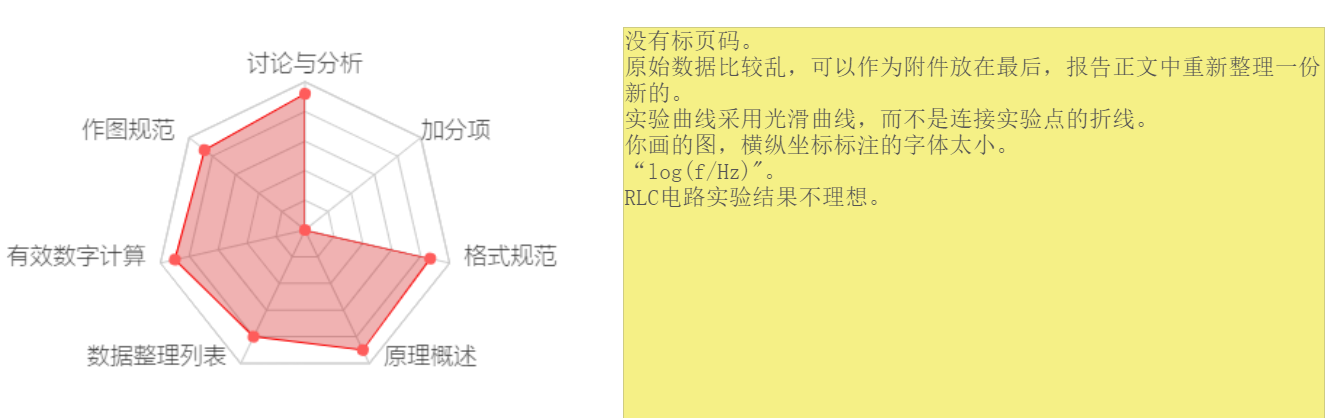 讨论与分析
作图规范
加分项
有效数字计算
格式规范
数据整理列表
原理概述
没有标页码。
原始数据比较乱，可以作为附件放在最后，报告正文中重新整理一份
新的。
实验曲线采用光滑曲线，而不是连接实验点的折线。
你画的图，横纵坐标标注的字体太小。
“log(f/Hz)"。
RLC电路实验结果不理想。